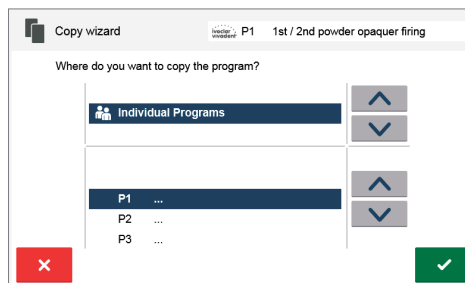 Copy wizard
ivoclar vivadent P1 1st / 2nd powder opaquer firing
Where do you want to copy the program?
Individual Programs
P1 ...
P2 ...
P3 ...